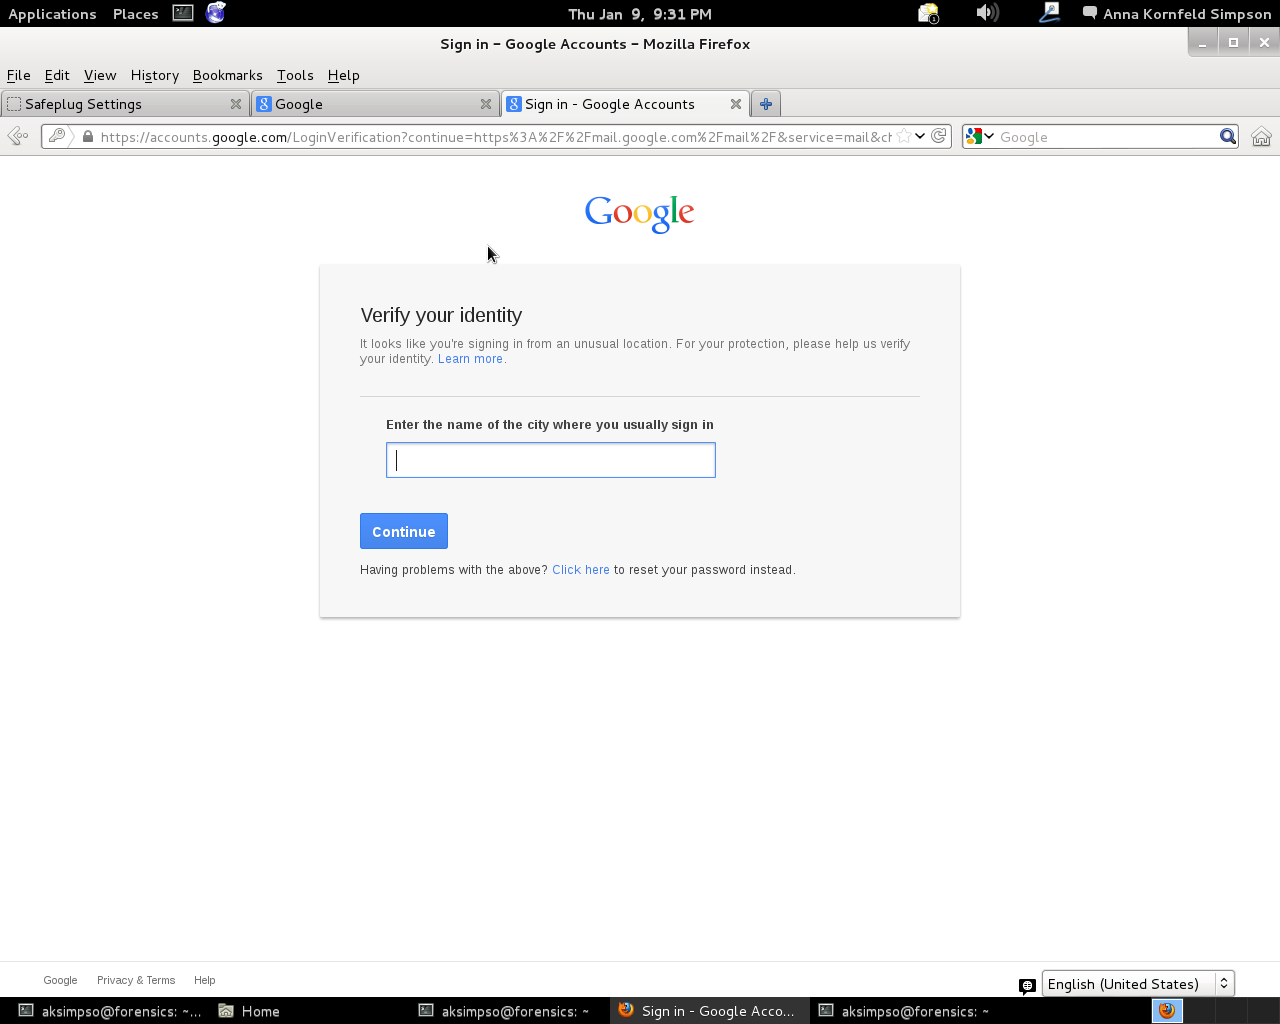 Applications Places Thu Jan 9, 9:31 PM 1 Anna Kornfeld Simpson
Sign in - Google Accounts - Mozilla Firefox
File Edit View History Bookmarks Tools Help
Safeplug Settings Google Sign in - Google Accounts
https://accounts.google.com/LoginVerification?continue=https%3A%2F%2Fmail.google.com%2Fmail%2F&service=mail&ch Google
Google
Verify your identity
It looks like you're signing in from an unusual location. For your protection, please help us verify
your identity. Learn more.
Enter the name of the city where you usually sign in
Continue
Having problems with the above? Click here to reset your password instead.
Google Privacy & Terms Help English (United States)
aksimpso@forensics: ~... Home aksimpso@forensics: ~ Sign in - Google Acco... aksimpso@forensics: ~